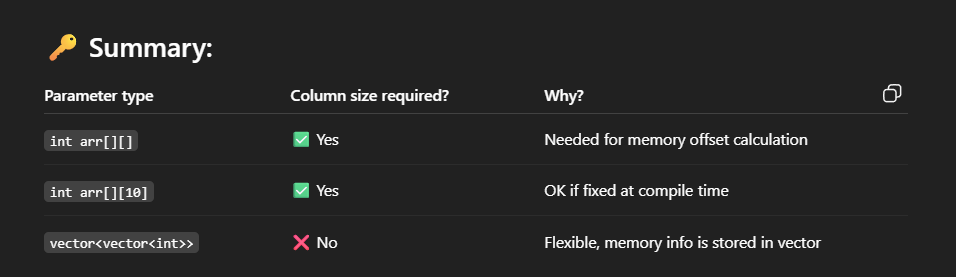 🔑 Summary:
Parameter type Column size required? Why?
int arr[][] ✅ Yes Needed for memory offset calculation
int arr[][10] ✅ Yes OK if fixed at compile time
vector<vector<int>> ❌ No Flexible, memory info is stored in vector